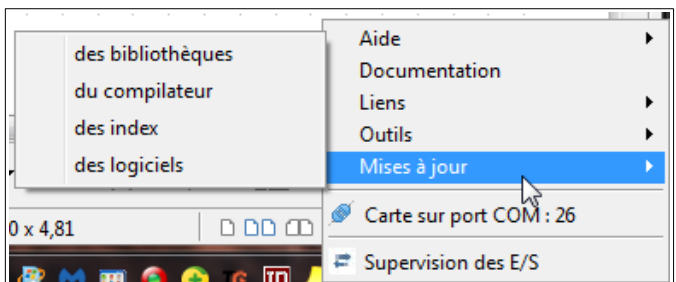 des bibliothèques
du compilateur
des index
des logiciels
Aide
Documentation
Liens
Outils
Mises à jour
Carte sur port COM : 26
Supervision des E/S
0 x 4,81